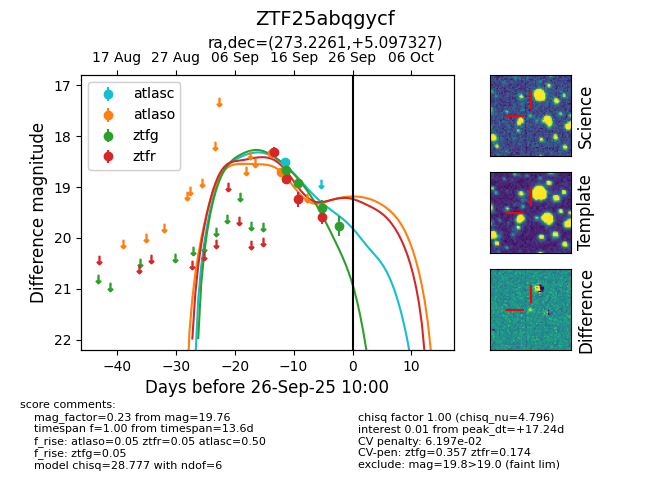 ZTF25abqgycf
ra,dec=(273.2261,+5.097327)
17 Aug 27 Aug 06 Sep 16 Sep 26 Sep 06 Oct
17
18
19
20
21
22
Difference magnitude
atlasc
atlaso
ztfg
ztfr
−40 −30 −20 −10 0 10
Days before 26-Sep-25 10:00
Science
Template
Difference
score comments:
mag_factor=0.23 from mag=19.76
timespan f=1.00 from timespan=13.6d
f_rise: atlaso=0.05 ztfr=0.05 atlasc=0.50
f_rise: ztfg=0.05
model chisq=28.777 with ndof=6
chisq factor 1.00 (chisq_nu=4.796)
interest 0.01 from peak_dt=+17.24d
CV penalty: 6.197e-02
CV-pen: ztfg=0.357 ztfr=0.174
exclude: mag=19.8>19.0 (faint lim)